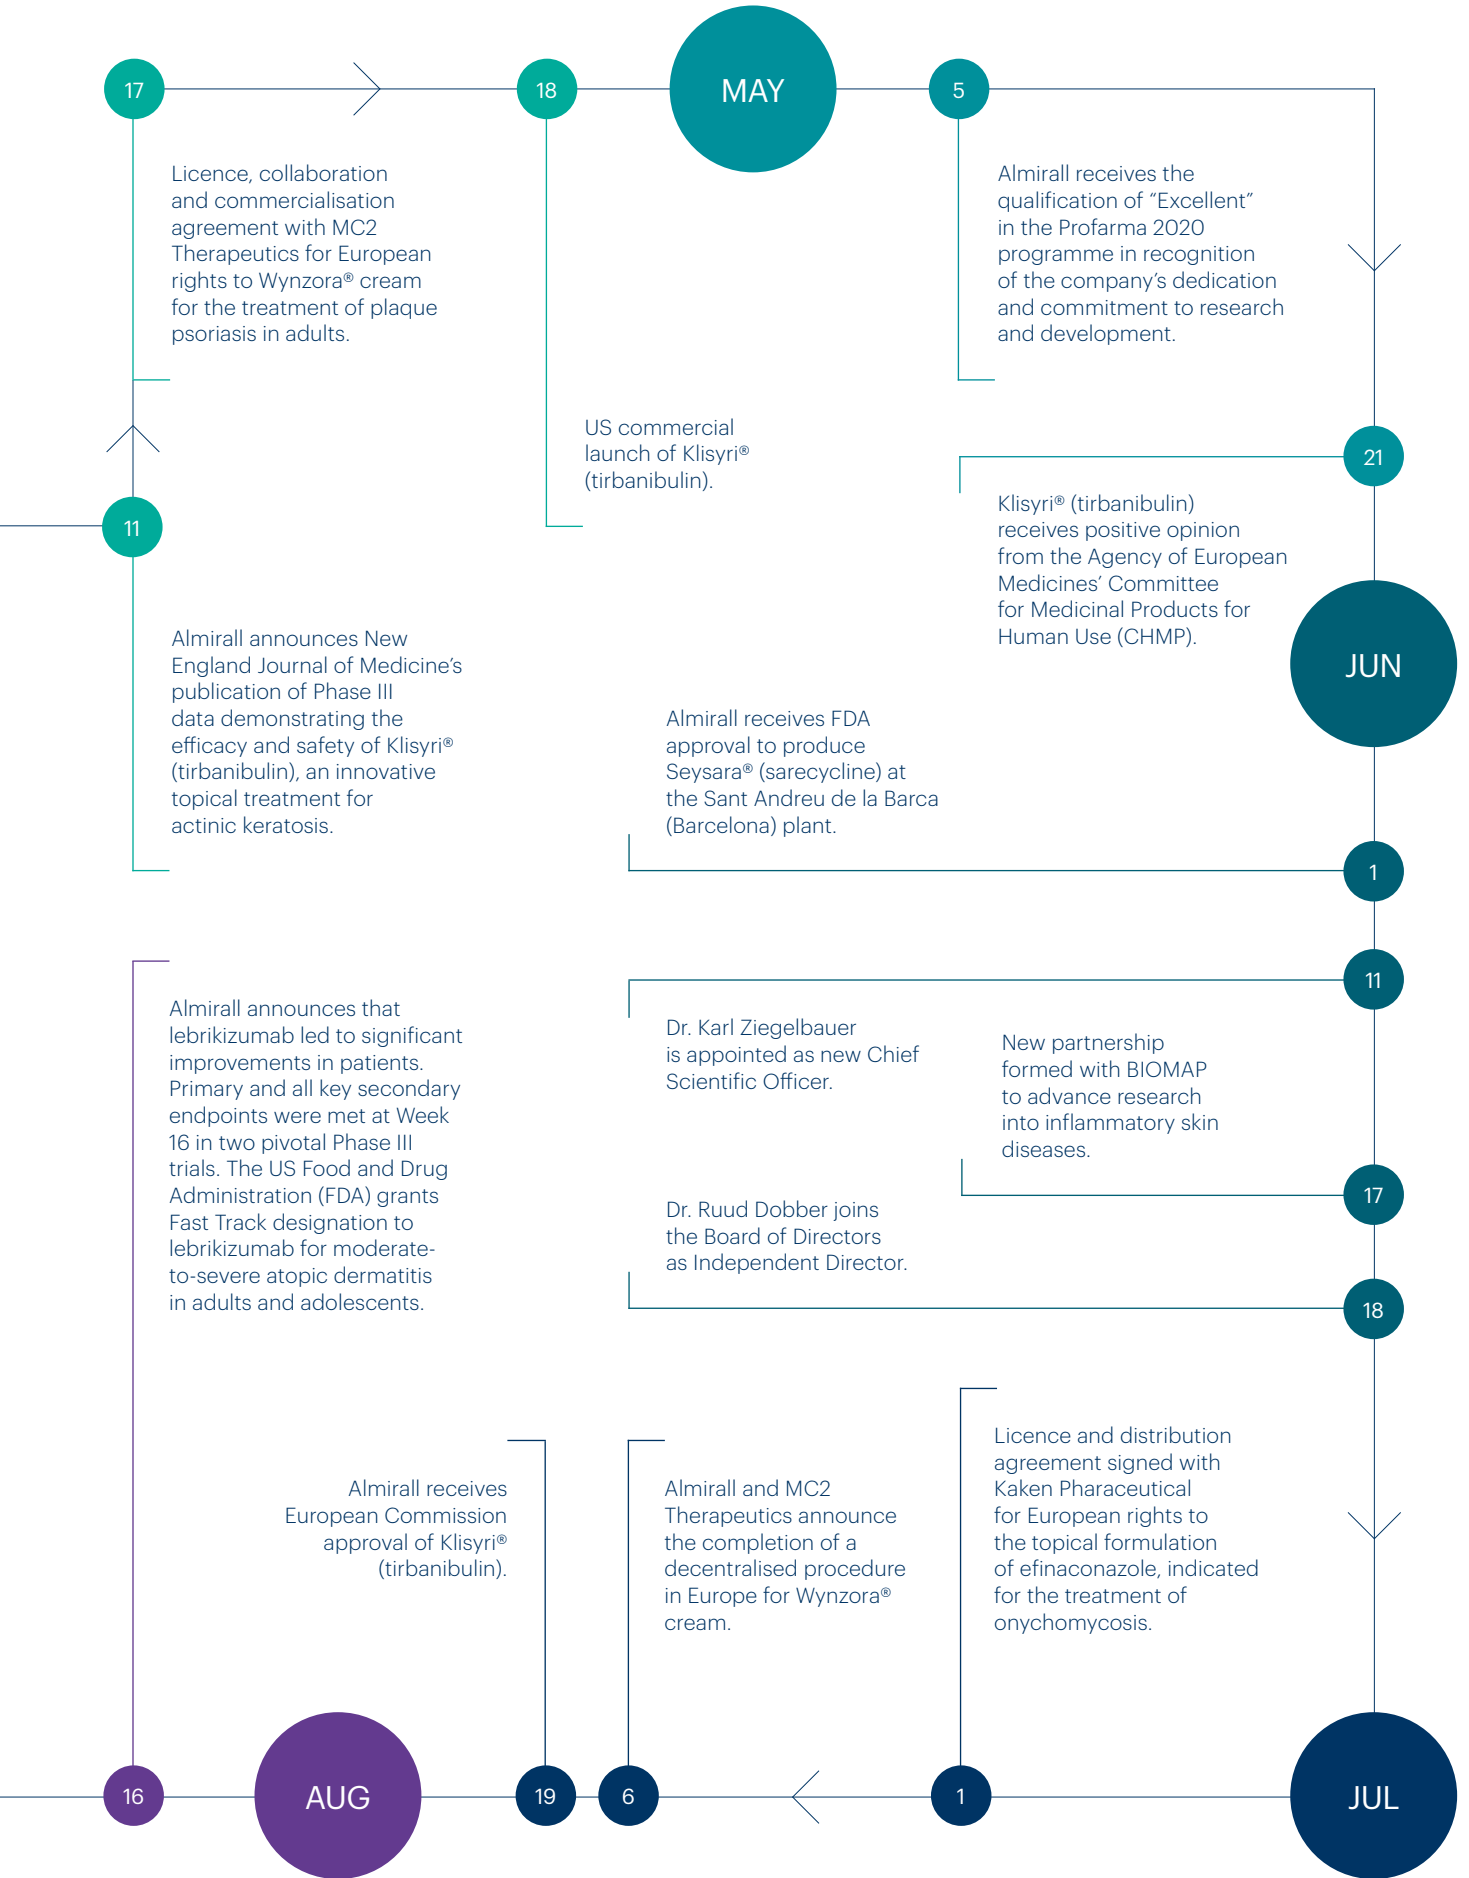 11
Almirall announces New
England Journal of Medicine’s
publication of Phase III
data demonstrating the
efficacy and safety of Klisyri®
(tirbanibulin), an innovative
topical treatment for
actinic keratosis.
17
Licence, collaboration
and commercialisation
agreement with MC2
Therapeutics for European
rights to Wynzora® cream
for the treatment of plaque
psoriasis in adults.
18
US commercial
launch of Klisyri®
(tirbanibulin).
MAY
5
Almirall receives the
qualification of “Excellent”
in the Profarma 2020
programme in recognition
of the company’s dedication
and commitment to research
and development.
21
Klisyri® (tirbanibulin)
receives positive opinion
from the Agency of European
Medicines’ Committee
for Medicinal Products for
Human Use (CHMP).
JUN
1
Almirall receives FDA
approval to produce
Seysara® (sarecycline) at
the Sant Andreu de la Barca
(Barcelona) plant.
11
Dr. Karl Ziegelbauer
is appointed as new Chief
Scientific Officer.
17
New partnership
formed with BIOMAP
to advance research
into inflammatory skin
diseases.
18
Dr. Ruud Dobber joins
the Board of Directors
as Independent Director.
JUL
1
Licence and distribution
agreement signed with
Kaken Pharaceutical
for European rights to
the topical formulation
of efinaconazole, indicated
for the treatment of
onychomycosis.
6
Almirall and MC2
Therapeutics announce
the completion of a
decentralised procedure
in Europe for Wynzora®
cream.
19
Almirall receives
European Commission
approval of Klisyri®
(tirbanibulin).
AUG
16
Almirall announces that
lebrikizumab led to significant
improvements in patients.
Primary and all key secondary
endpoints were met at Week
16 in two pivotal Phase III
trials. The US Food and Drug
Administration (FDA) grants
Fast Track designation to
lebrikizumab for moderate-
to-severe atopic dermatitis
in adults and adolescents.